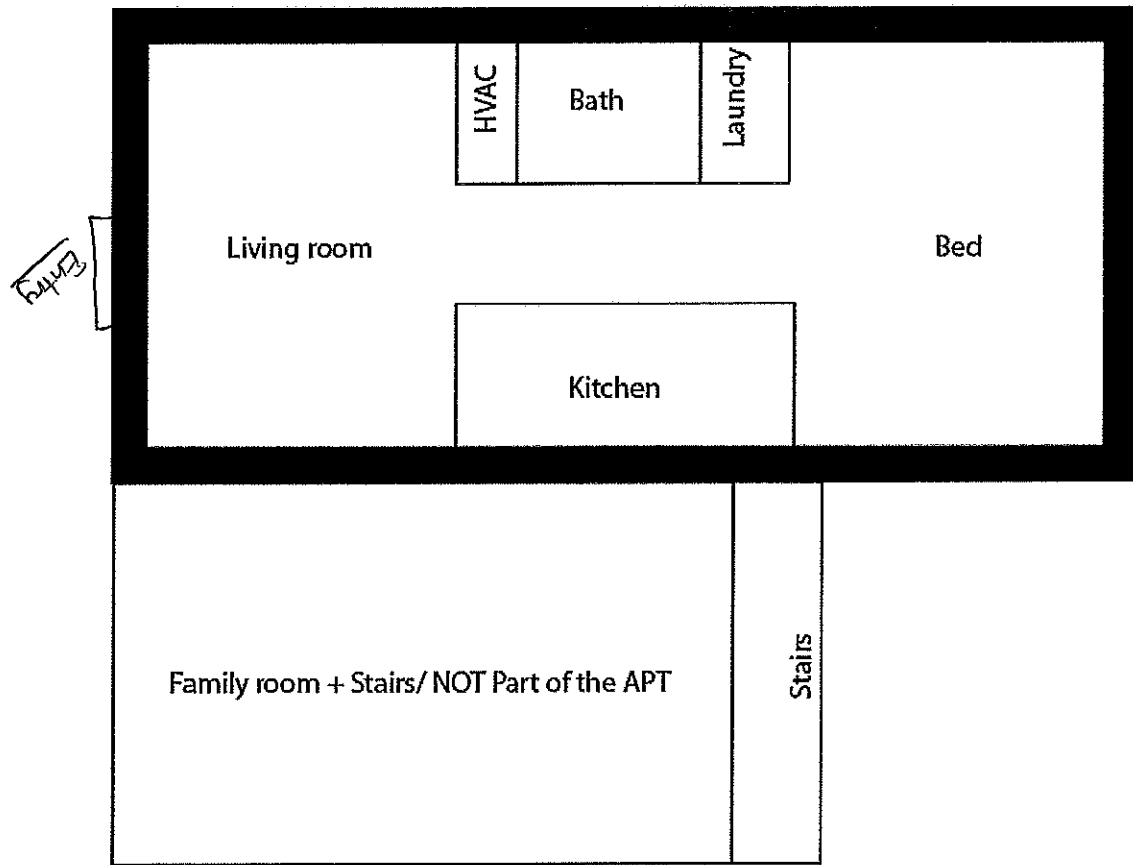 HVAC
Bath
Laundry
Entry
Living room
Bed
Kitchen
Family room + Stairs/ NOT Part of the APT
Stairs